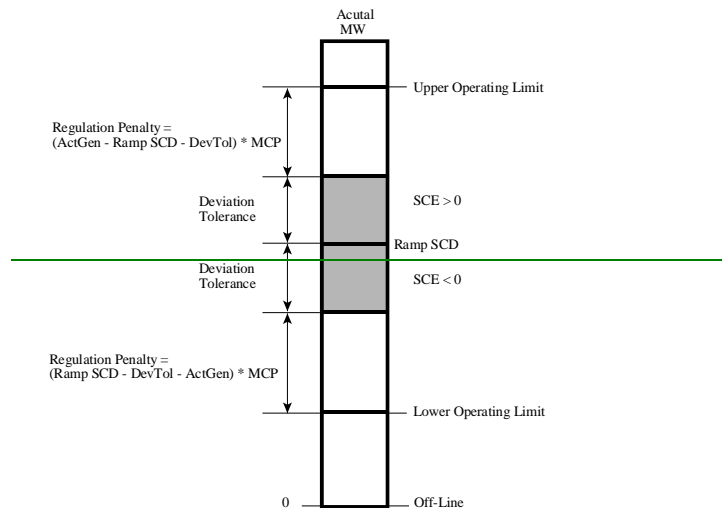 Acutal
MW
Upper Operating Limit
Regulation Penalty =
(ActGen - Ramp SCD - DevTol) * MCP
Deviation
Tolerance
SCE > 0
Ramp SCD
Deviation
Tolerance
SCE < 0
Regulation Penalty =
(Ramp SCD - DevTol - ActGen) * MCP
Lower Operating Limit
0
Off-Line